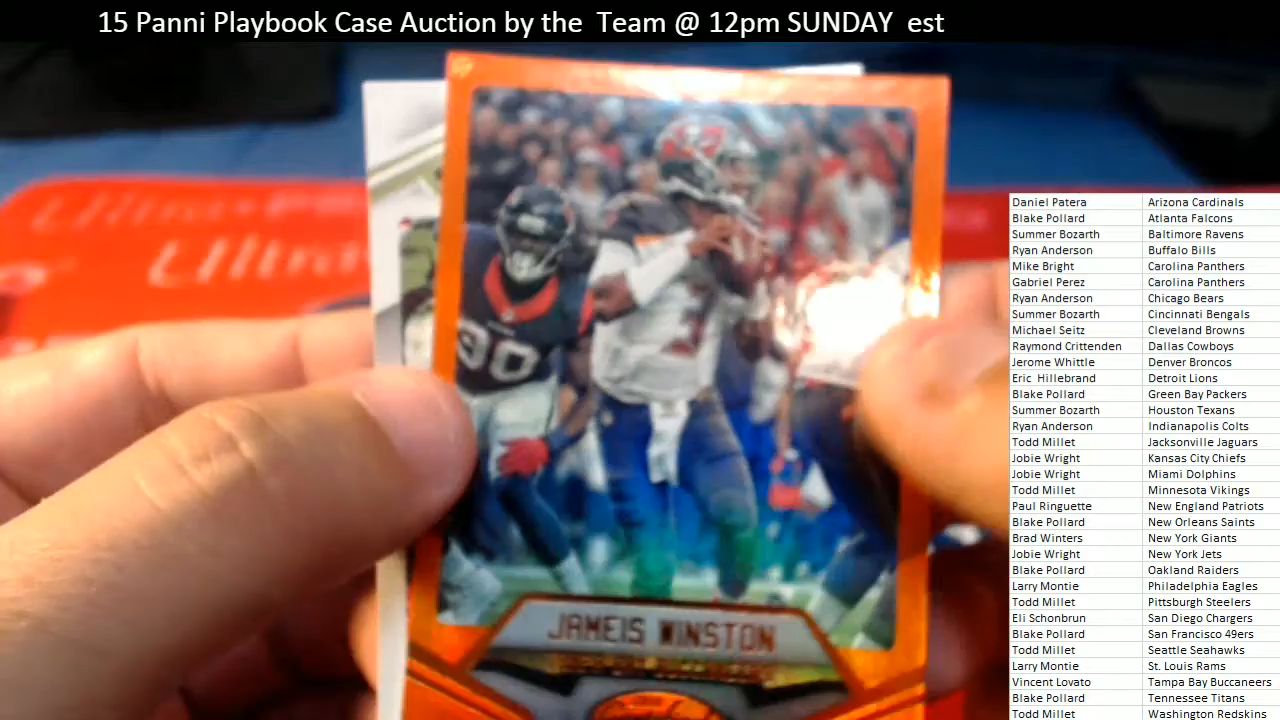 15 Panni Playbook Case Auction by the  Team @ 12pm SUNDAY  est
Ultra
Ultra
90
3
JAMEIS WINSTON
Daniel Patera Arizona Cardinals
Blake Pollard Atlanta Falcons
Summer Bozarth Baltimore Ravens
Ryan Anderson Buffalo Bills
Mike Bright Carolina Panthers
Gabriel Perez Carolina Panthers
Ryan Anderson Chicago Bears
Summer Bozarth Cincinnati Bengals
Michael Seitz Cleveland Browns
Raymond Crittenden Dallas Cowboys
Jerome Whittle Denver Broncos
Eric  Hillebrand Detroit Lions
Blake Pollard Green Bay Packers
Summer Bozarth Houston Texans
Ryan Anderson Indianapolis Colts
Todd Millet Jacksonville Jaguars
Jobie Wright Kansas City Chiefs
Jobie Wright Miami Dolphins
Todd Millet Minnesota Vikings
Paul Ringuette New England Patriots
Blake Pollard New Orleans Saints
Brad Winters New York Giants
Jobie Wright New York Jets
Blake Pollard Oakland Raiders
Larry Montie Philadelphia Eagles
Todd Millet Pittsburgh Steelers
Eli Schonbrun San Diego Chargers
Blake Pollard San Francisco 49ers
Todd Millet Seattle Seahawks
Larry Montie St. Louis Rams
Vincent Lovato Tampa Bay Buccaneers
Blake Pollard Tennessee Titans
Todd Millet Washington Redskins